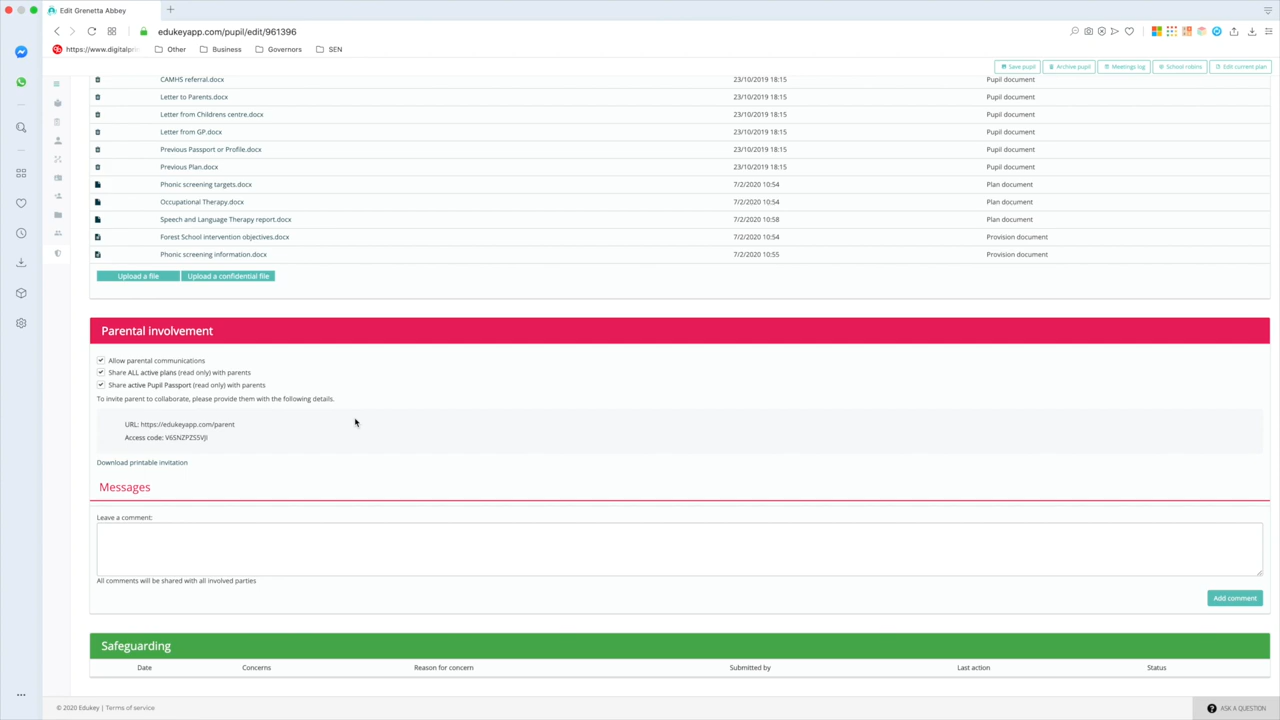 Edit Grenetta Abbey
edukeyapp.com/pupil/edit/961396
https://www.digitalpri Other Business Governors SEN
Save pupil Archive pupil Meetings log School robins Edit current plan
CAMHS referral.docx 23/10/2019 18:15 Pupil document
Letter to Parents.docx 23/10/2019 18:15 Pupil document
Letter from Childrens centre.docx 23/10/2019 18:15 Pupil document
Letter from GP.docx 23/10/2019 18:15 Pupil document
Previous Passport or Profile.docx 23/10/2019 18:15 Pupil document
Previous Plan.docx 23/10/2019 18:15 Pupil document
Phonic screening targets.docx 7/2/2020 10:54 Plan document
Occupational Therapy.docx 7/2/2020 10:54 Plan document
Speech and Language Therapy report.docx 7/2/2020 10:58 Plan document
Forest School intervention objectives.docx 7/2/2020 10:54 Provision document
Phonic screening information.docx 7/2/2020 10:55 Provision document
Upload a file Upload a confidential file
Parental involvement
Allow parental communications
Share ALL active plans (read only) with parents
Share active Pupil Passport (read only) with parents
To invite parent to collaborate, please provide them with the following details.
URL: https://edukeyapp.com/parent
Access code: V6SNZPZS5VJI
Download printable invitation
Messages
Leave a comment:
All comments will be shared with all involved parties
Add comment
Safeguarding
Date Concerns Reason for concern Submitted by Last action Status
© 2020 Edukey | Terms of service
ASK A QUESTION